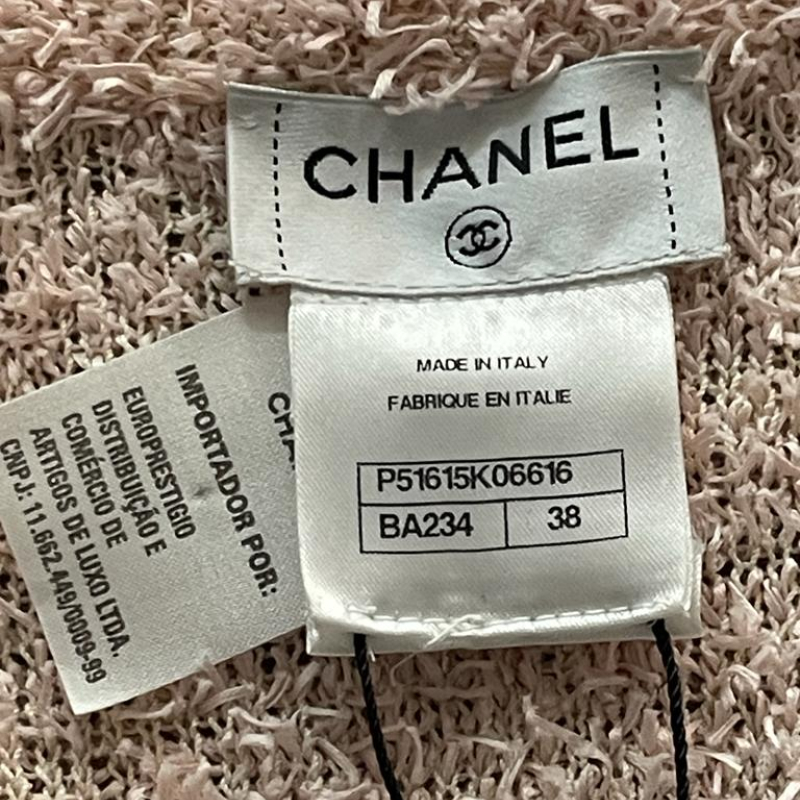 CHANEL
MADE IN ITALY
FABRIQUE EN ITALIE
P51615K06616
BA234 38
CHA
IMPORTADOR POR:
EUROPRESTIGIO
DISTRIBUIÇÃO E
COMÉRCIO DE
ARTIGOS DE LUXO LTDA.
CNPJ: 11.662.449/0009-99